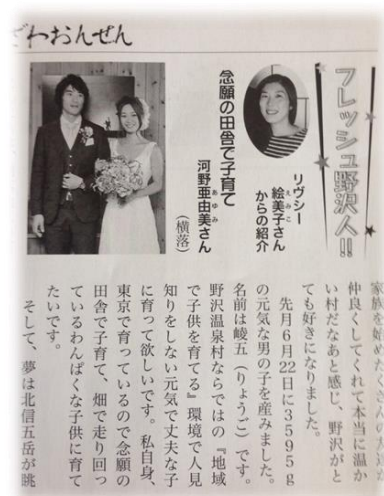 ざわおんせん
フレッシュ野沢人!!
リヴシー
えみこ
絵美子さん
からの紹介
念願の田舎で子育て
あゆみ
河野亜由美さん
(横落)
家族を始めたくさんの
仲良くしてくれて本当に温か
い村だなあと感じ、野沢がと
ても好きになりました。
先月6月22日に3595g
の元気な男の子を産みました。
名前は崚五(りょうご)です。
野沢温泉村ならではの『地域
で子供を育てる』環境で人見
知りをしない元気で丈夫な子
に育って欲しいです。私自身、
東京で育っているので念願の
田舎で子育て、畑で走り回っ
ているわんぱくな子供に育て
たいです。
そして、夢は北信五岳が眺